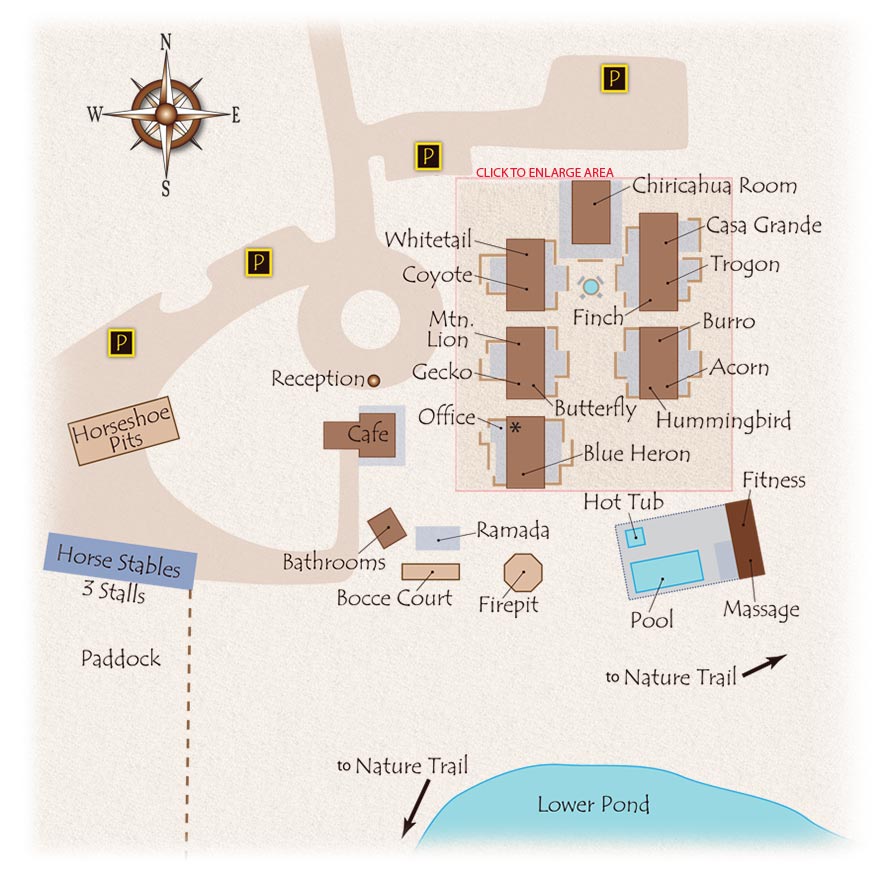 N
W
E
S
P
P
P
P
CLICK TO ENLARGE AREA
Chiricahua Room
Whitetail
Casa Grande
Coyote
Trogon
Finch
Mtn.
Lion
Burro
Gecko
Acorn
Reception
Butterfly
Hummingbird
Horseshoe
Pits
Cafe
Office
*
Blue Heron
Fitness
Hot Tub
Ramada
Bathrooms
Horse Stables
3 Stalls
Bocce Court
Firepit
Pool
Massage
Paddock
to Nature Trail
to Nature Trail
Lower Pond